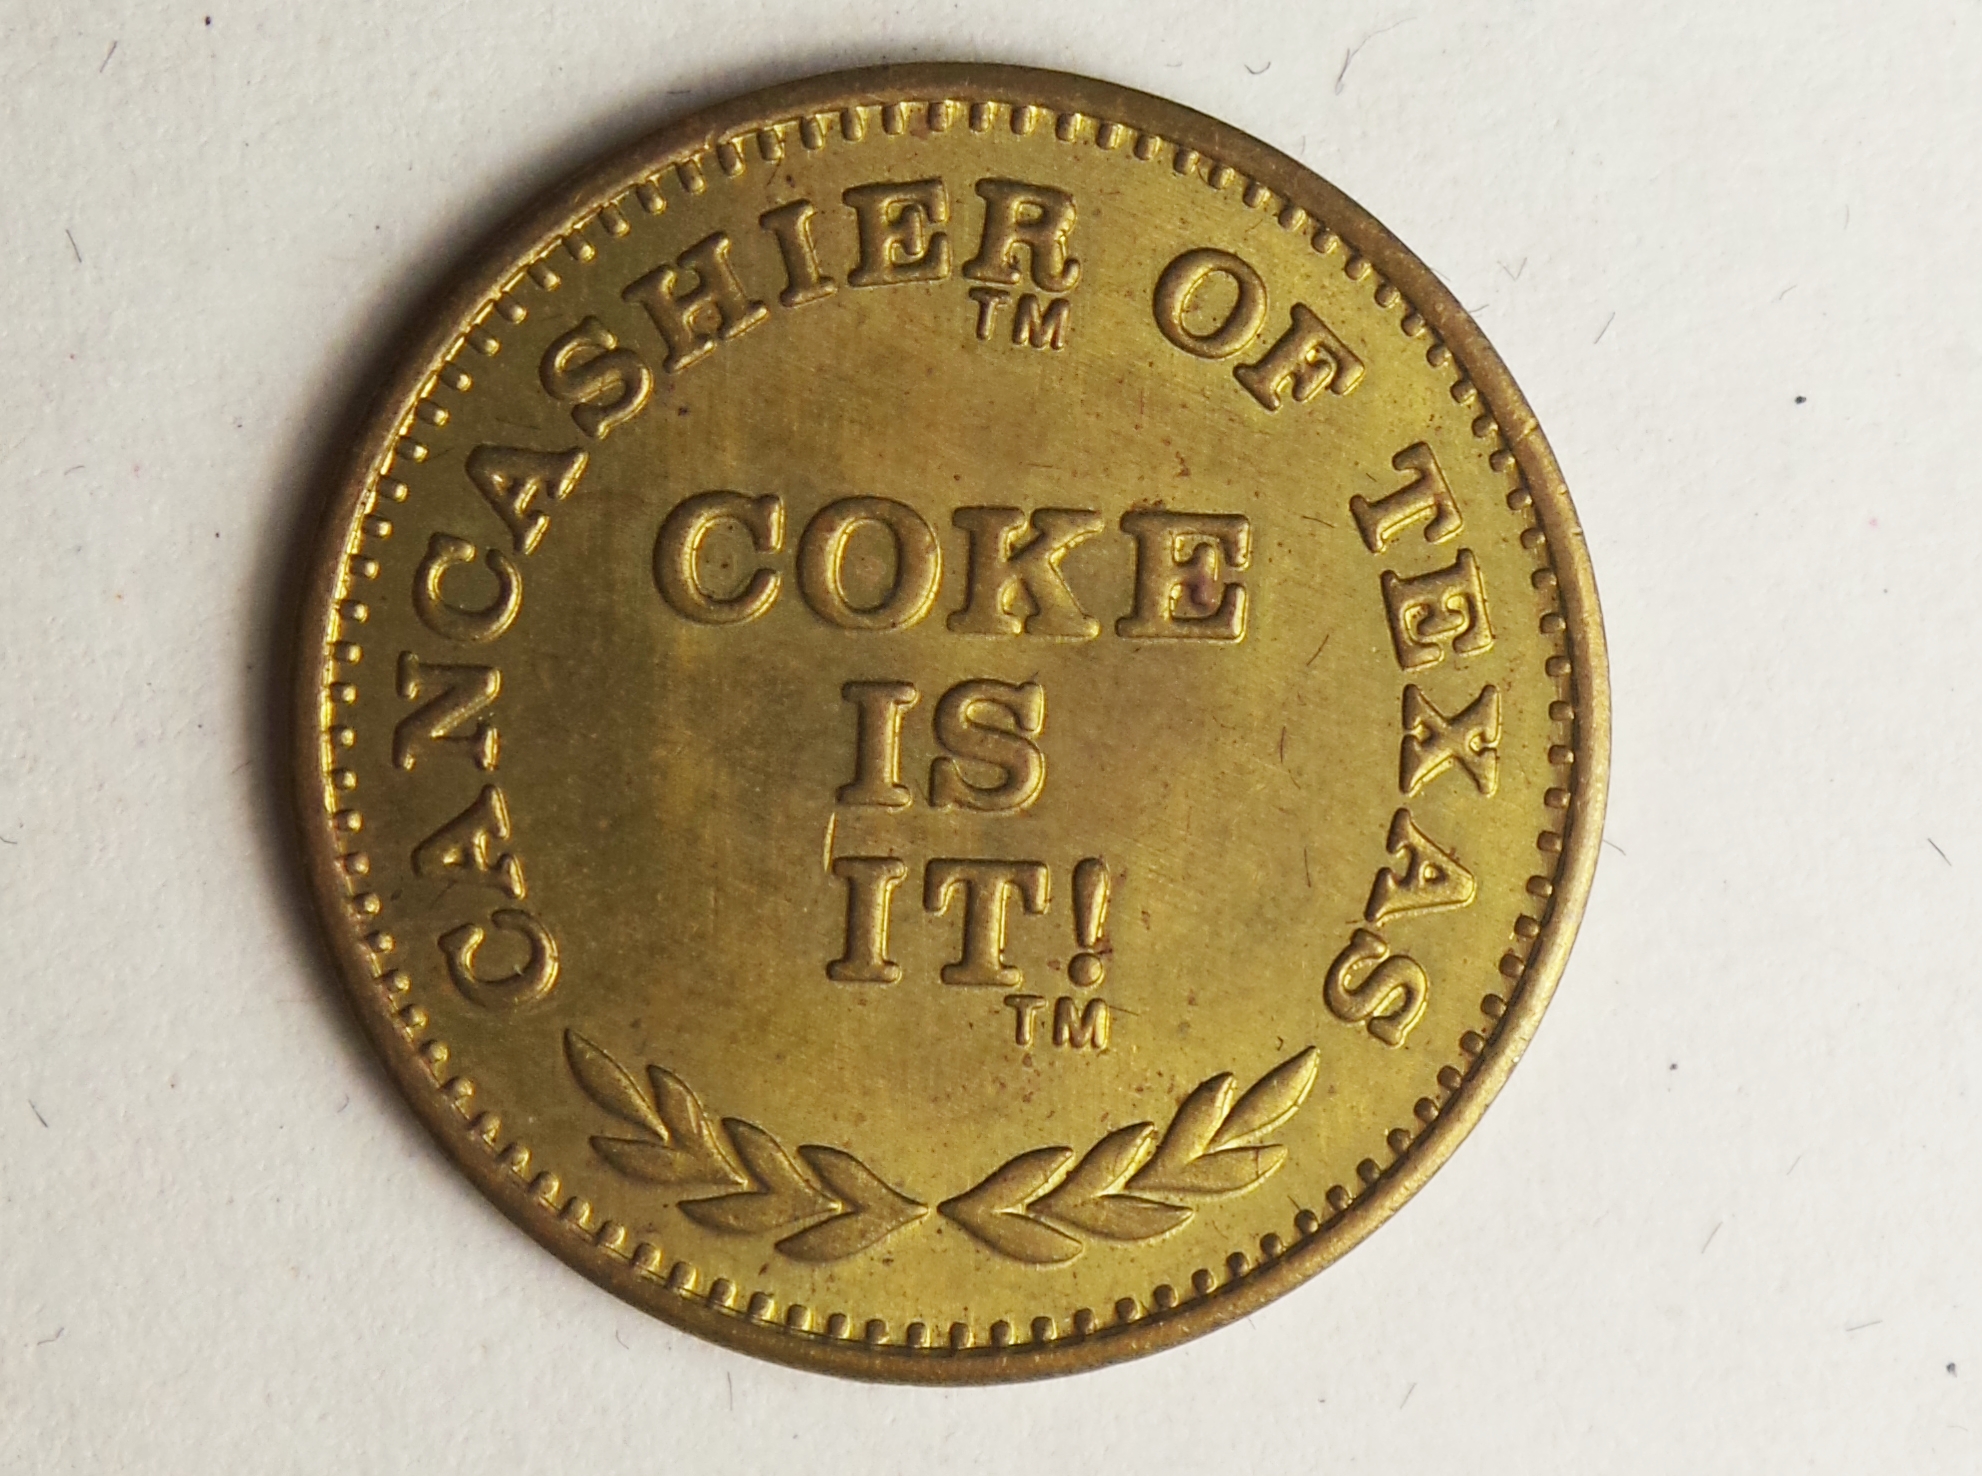 CANCASHIER™ OF TEXAS
COKE
IS
IT!™